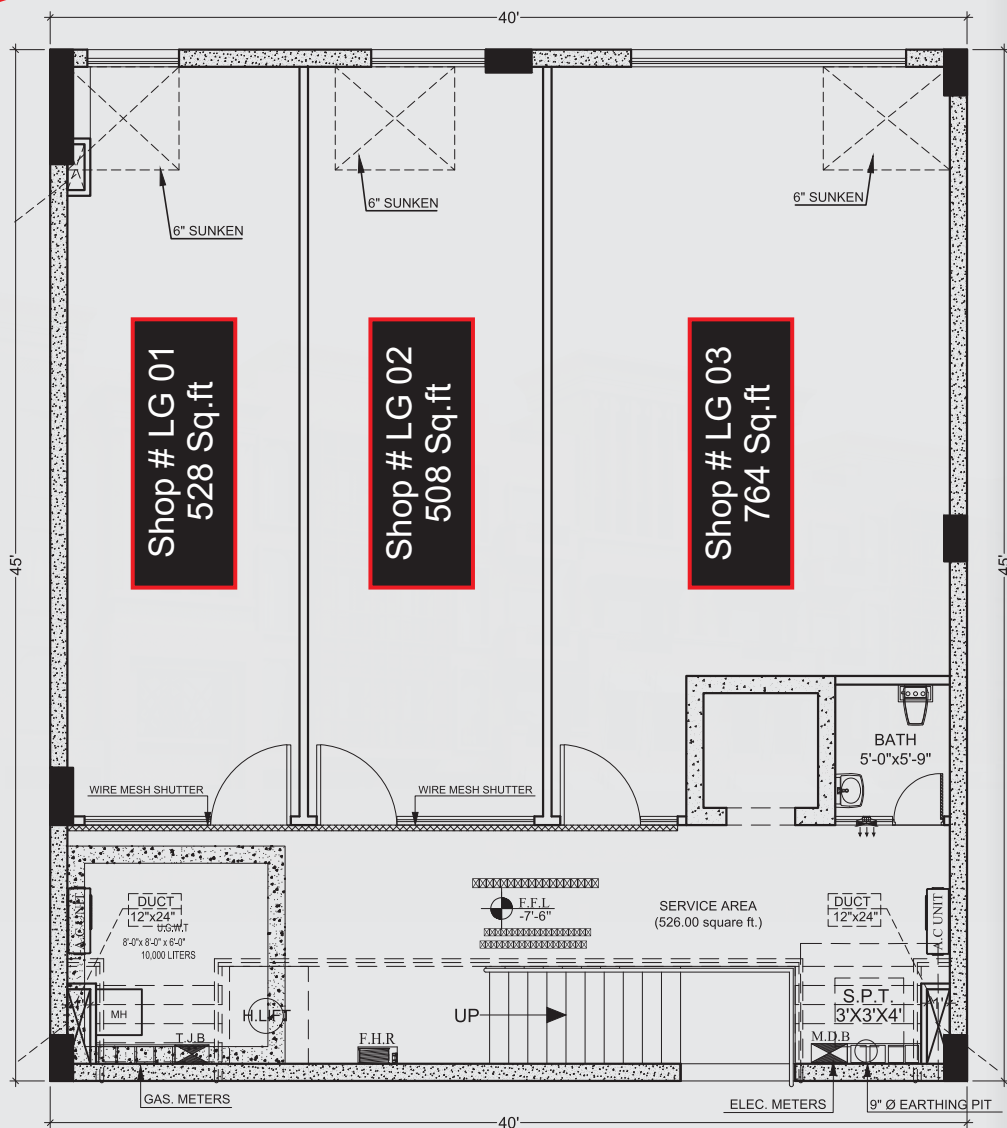 40'
6" SUNKEN
6" SUNKEN
6" SUNKEN
Shop # LG 01
528 Sq.ft
Shop # LG 02
508 Sq.ft
Shop # LG 03
764 Sq.ft
45'
45'
BATH
5'-0"x5'-9"
WIRE MESH SHUTTER
WIRE MESH SHUTTER
A.C UNIT
DUCT
12"x24"
U.G.W.T
8'-0"x 8'-0" x 6'-0"
10,000 LITERS
F.F.L
-7'-6"
SERVICE AREA
(526.00 square ft.)
DUCT
12"x24"
A.C UNIT
MH
T.J.B
H.LIFT
F.H.R
UP
S.P.T.
3'X3'X4'
M.D.B
GAS. METERS
ELEC. METERS
9" Ø EARTHING PIT
40'